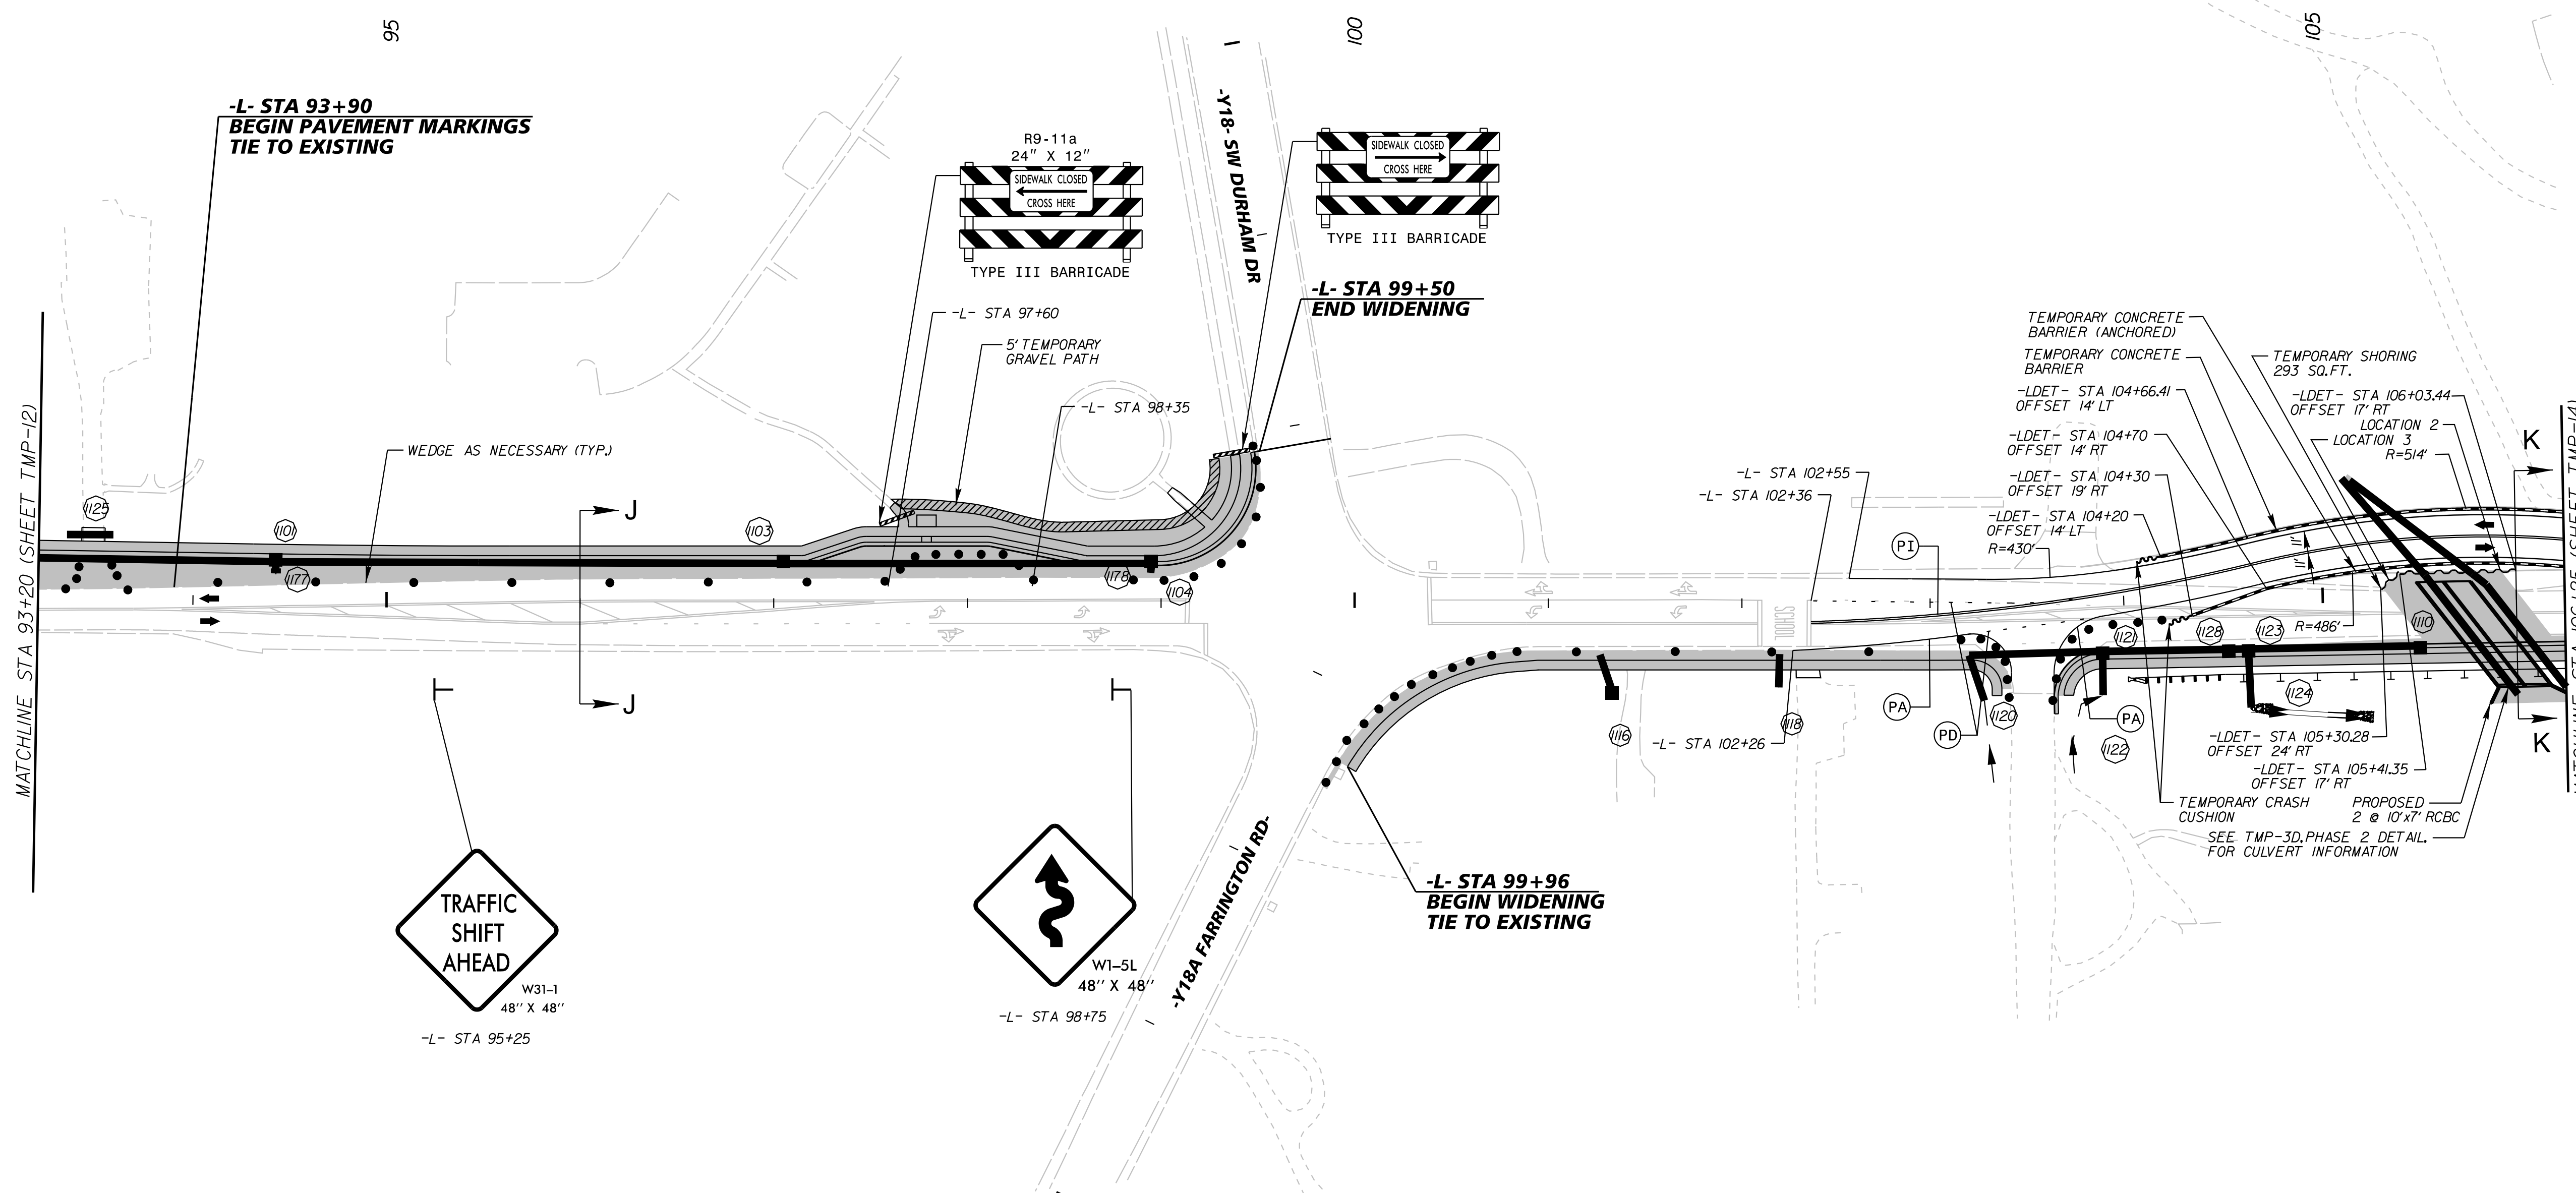 95
100
105
-L- STA 93+90
BEGIN PAVEMENT MARKINGS
TIE TO EXISTING
R9-11a
24" X 12"
SIDEWALK CLOSED
CROSS HERE
TYPE III BARRICADE
-Y18- SW DURHAM DR
SIDEWALK CLOSED
CROSS HERE
TYPE III BARRICADE
-L- STA 99+50
END WIDENING
-L- STA 97+60
5' TEMPORARY
GRAVEL PATH
-L- STA 98+35
WEDGE AS NECESSARY (TYP.)
MATCHLINE STA 93+20 (SHEET TMP-12)
1125
1101
1177
1103
1178
1104
J
J
TRAFFIC
SHIFT
AHEAD
W31-1
48'' X 48''
-L- STA 95+25
W1-5L
48'' X 48''
-L- STA 98+75
-Y18A FARRINGTON RD-
-L- STA 99+96
BEGIN WIDENING
TIE TO EXISTING
SCHOOL
-L- STA 102+55
-L- STA 102+36
-L- STA 102+26
1116
1118
PI
PA
PD
1120
PA
1122
1121
1128
1123
1124
1110
TEMPORARY CONCRETE
BARRIER (ANCHORED)
TEMPORARY CONCRETE
BARRIER
-LDET- STA 104+66.41
OFFSET 14' LT
-LDET- STA 104+70
OFFSET 14' RT
-LDET- STA 104+30
OFFSET 19' RT
-LDET- STA 104+20
OFFSET 14' LT
R=430'
TEMPORARY SHORING
293 SQ.FT.
-LDET- STA 106+03.44
OFFSET 17' RT
LOCATION 2
LOCATION 3
R=514'
11'
11'
R=486'
K
K
-LDET- STA 105+30.28
OFFSET 24' RT
-LDET- STA 105+41.35
OFFSET 17' RT
TEMPORARY CRASH
CUSHION
PROPOSED
2 @ 10'x7' RCBC
SEE TMP-3D, PHASE 2 DETAIL,
FOR CULVERT INFORMATION